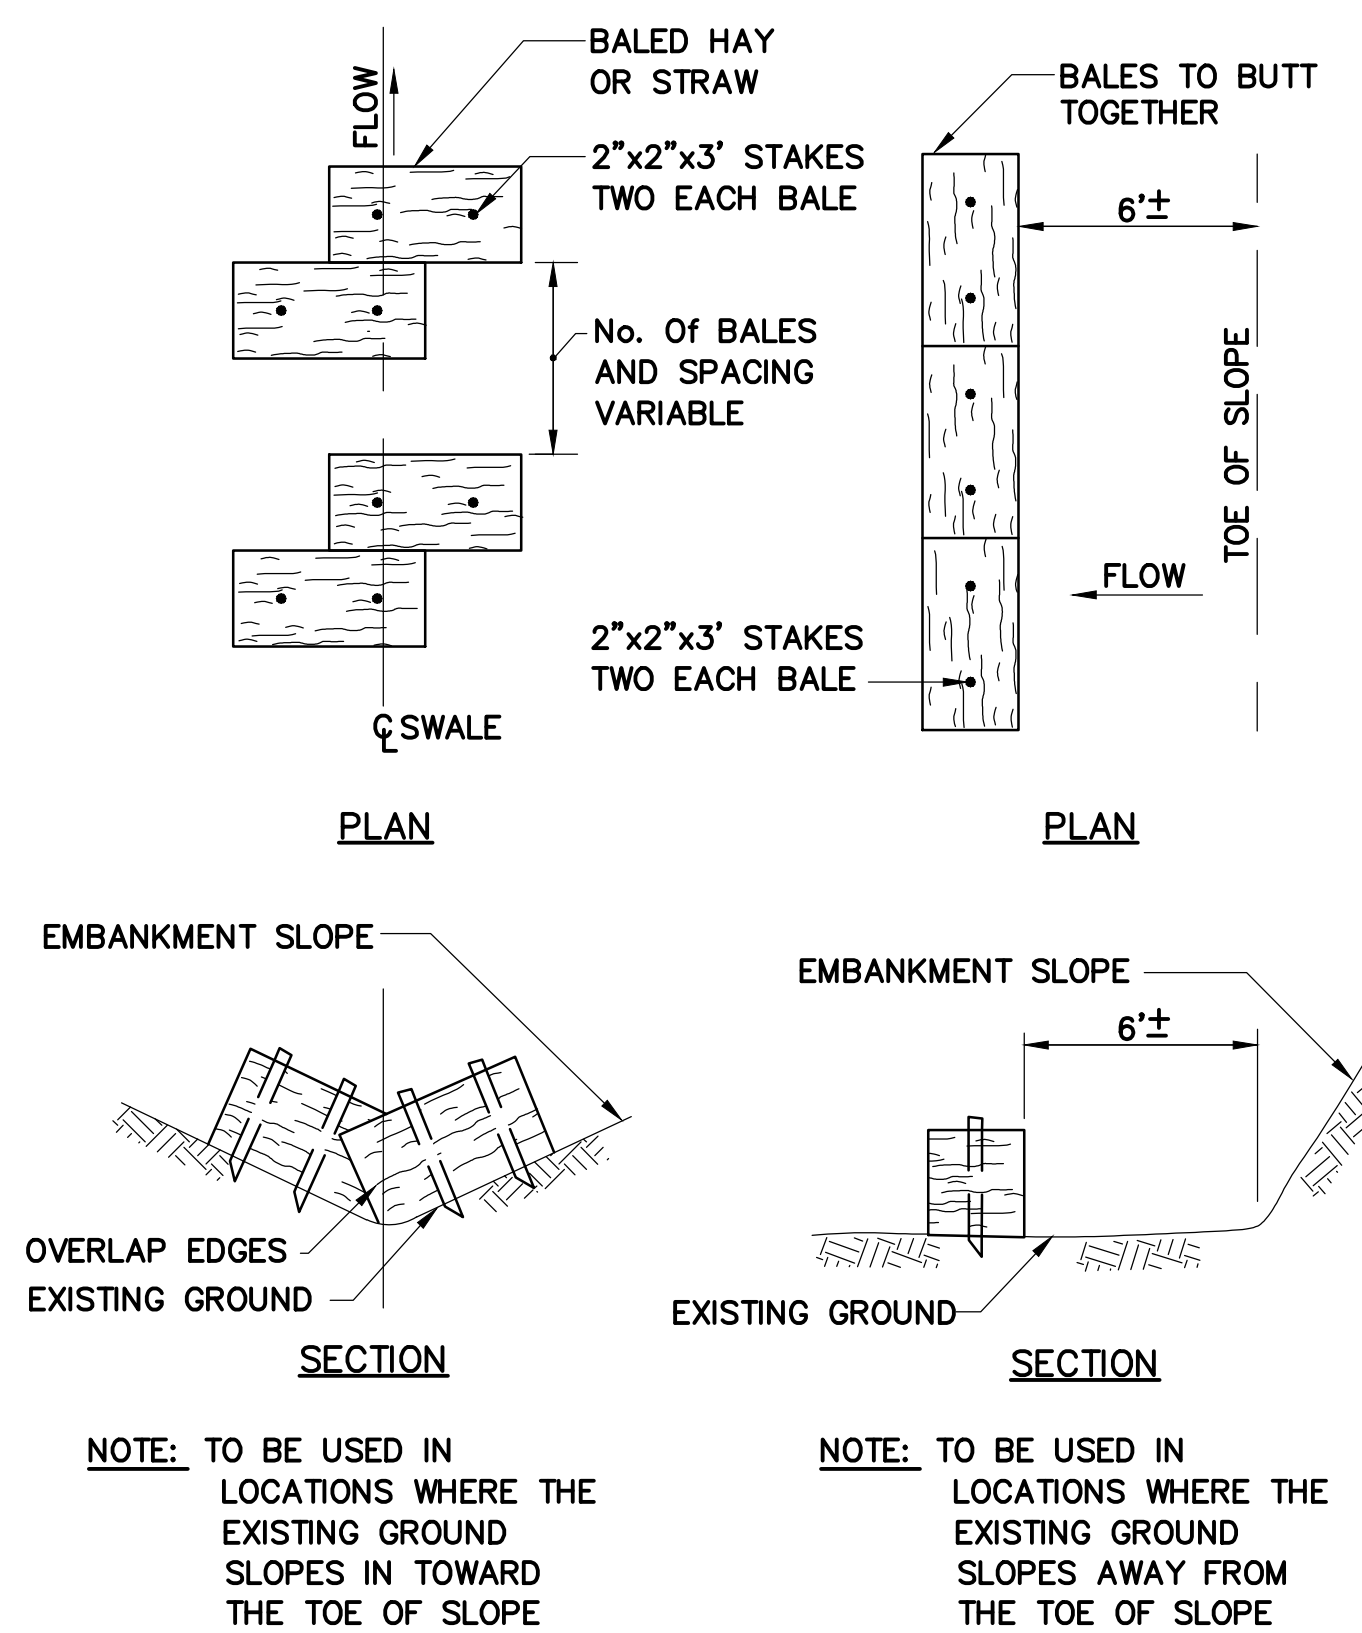 BALED HAY
OR STRAW
FLOW
2"x2"x3' STAKES
TWO EACH BALE
No. Of BALES
AND SPACING
VARIABLE
℄ SWALE
PLAN
BALES TO BUTT
TOGETHER
6'±
TOE OF SLOPE
FLOW
2"x2"x3' STAKES
TWO EACH BALE
PLAN
EMBANKMENT SLOPE
OVERLAP EDGES
EXISTING GROUND
SECTION
NOTE: TO BE USED IN
LOCATIONS WHERE THE
EXISTING GROUND
SLOPES IN TOWARD
THE TOE OF SLOPE
EMBANKMENT SLOPE
6'±
EXISTING GROUND
SECTION
NOTE: TO BE USED IN
LOCATIONS WHERE THE
EXISTING GROUND
SLOPES AWAY FROM
THE TOE OF SLOPE